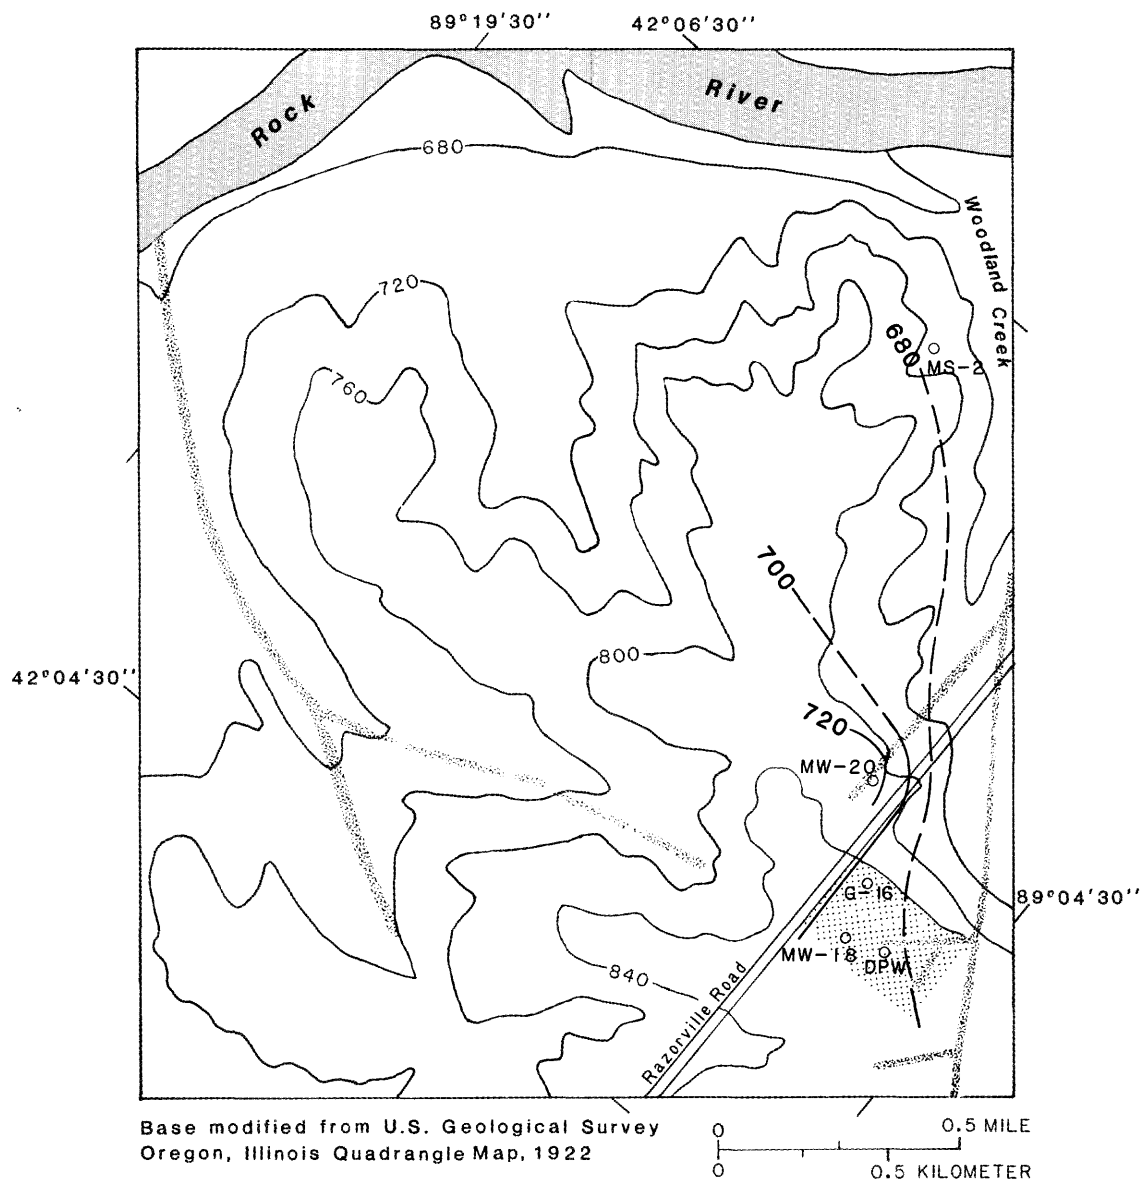 89°19'30"
42°06'30"
Rock
River
680
Woodland Creek
720
680
MS-2
760
700
800
42°04'30"
720
MW-20
G-16
89°04'30"
MW-18
DPW
840
Razorville Road
Base modified from U.S. Geological Survey
Oregon, Illinois Quadrangle Map, 1922
0 0.5 MILE
0 0.5 KILOMETER